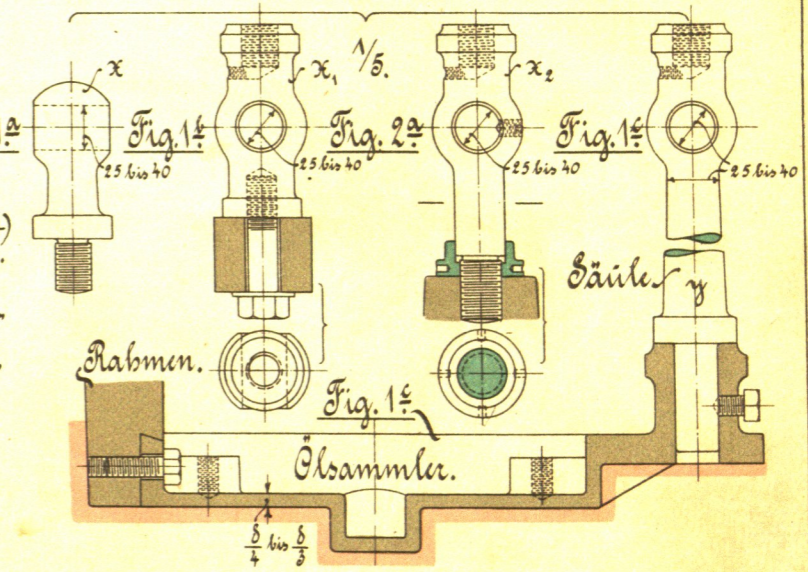 1/5.
x
x₁
x₂
a
Fig. 1b
Fig. 2a
Fig. 1c
25 bis 40
25 bis 40
25 bis 40
25 bis 40
Säule y
Rahmen.
Fig. 1c
Ölsammler.
δ/4 bis δ/3